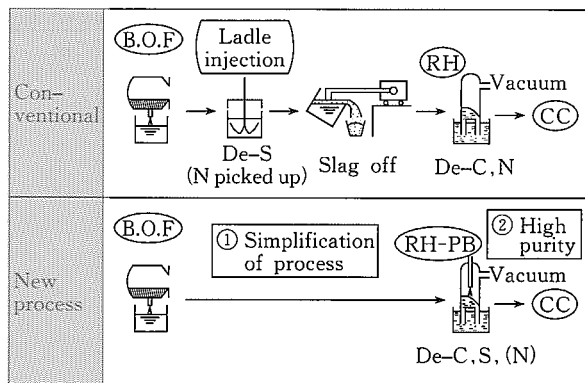 Con-
ventional
B.O.F
Ladle
injection
De-S
(N picked up)
Slag off
RH
Vacuum
De-C, N
CC
New
process
B.O.F
① Simplification
of process
RH-PB
② High
purity
Vacuum
CC
De-C, S, (N)